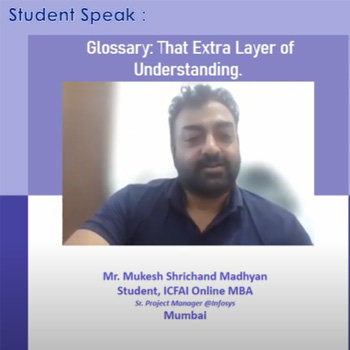 Student Speak :
Glossary: That Extra Layer of
Understanding.
Mr. Mukesh Shrichand Madhyan
Student, ICFAI Online MBA
Sr. Project Manager @Infosys
Mumbai